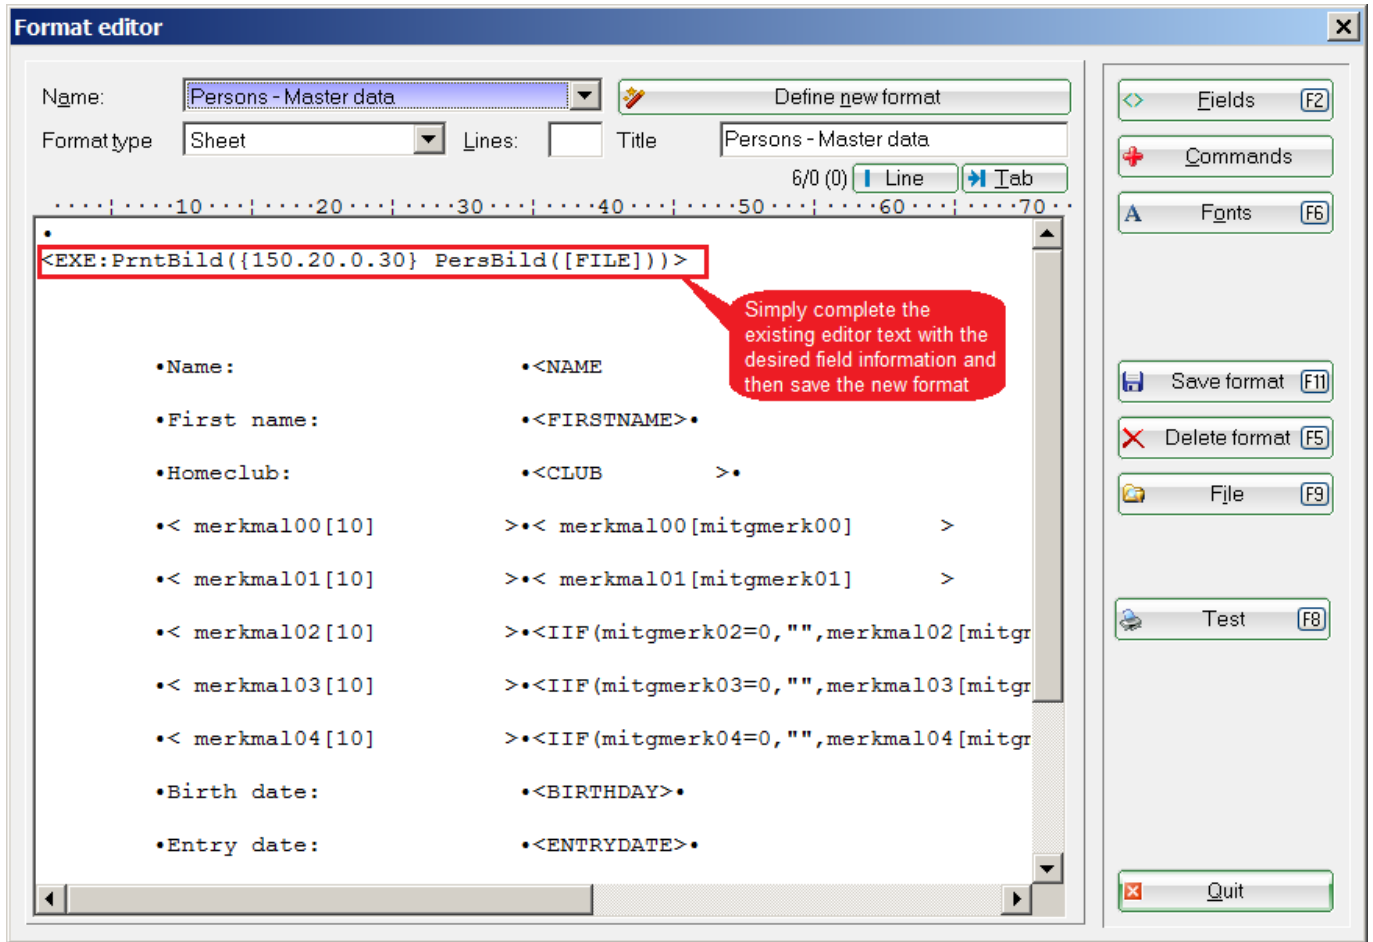 Format editor
Name: Persons - Master data Define new format
Format type Sheet Lines: Title Persons - Master data
6/0 (0) Line Tab
····¦····10····¦····20····¦····30····¦····40····¦····50····¦····60····¦····70··
•
<EXE:PrntBild({150.20.0.30} PersBild([FILE]))>
Simply complete the
existing editor text with the
desired field information and
then save the new format
•Name: •<NAME
•First name: •<FIRSTNAME>•
•Homeclub: •<CLUB >•
•< merkmal00[10] >•< merkmal00[mitgmerk00] >
•< merkmal01[10] >•< merkmal01[mitgmerk01] >
•< merkmal02[10] >•<IIF(mitgmerk02=0,"",merkmal02[mitgr
•< merkmal03[10] >•<IIF(mitgmerk03=0,"",merkmal03[mitgr
•< merkmal04[10] >•<IIF(mitgmerk04=0,"",merkmal04[mitgr
•Birth date: •<BIRTHDAY>•
•Entry date: •<ENTRYDATE>•
Fields F2
Commands
Fonts F6
Save format F11
Delete format F5
File F9
Test F8
Quit